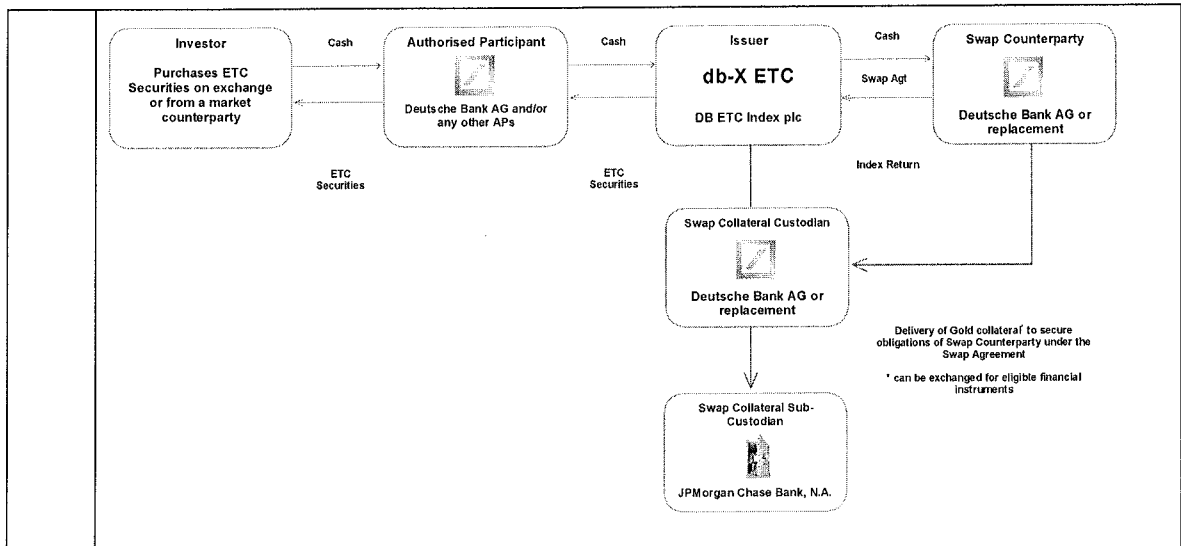 Investor
Purchases ETC
Securities on exchange
or from a market
counterparty
Cash
Authorised Participant
Deutsche Bank AG and/or
any other APs
Cash
Issuer
db-X ETC
DB ETC Index plc
Cash
Swap Agt
Swap Counterparty
Deutsche Bank AG or
replacement
ETC
Securities
ETC
Securities
Index Return
Swap Collateral Custodian
Deutsche Bank AG or
replacement
Delivery of Gold collateral* to secure
obligations of Swap Counterparty under the
Swap Agreement
* can be exchanged for eligible financial
instruments
Swap Collateral Sub-
Custodian
JPMorgan Chase Bank, N.A.